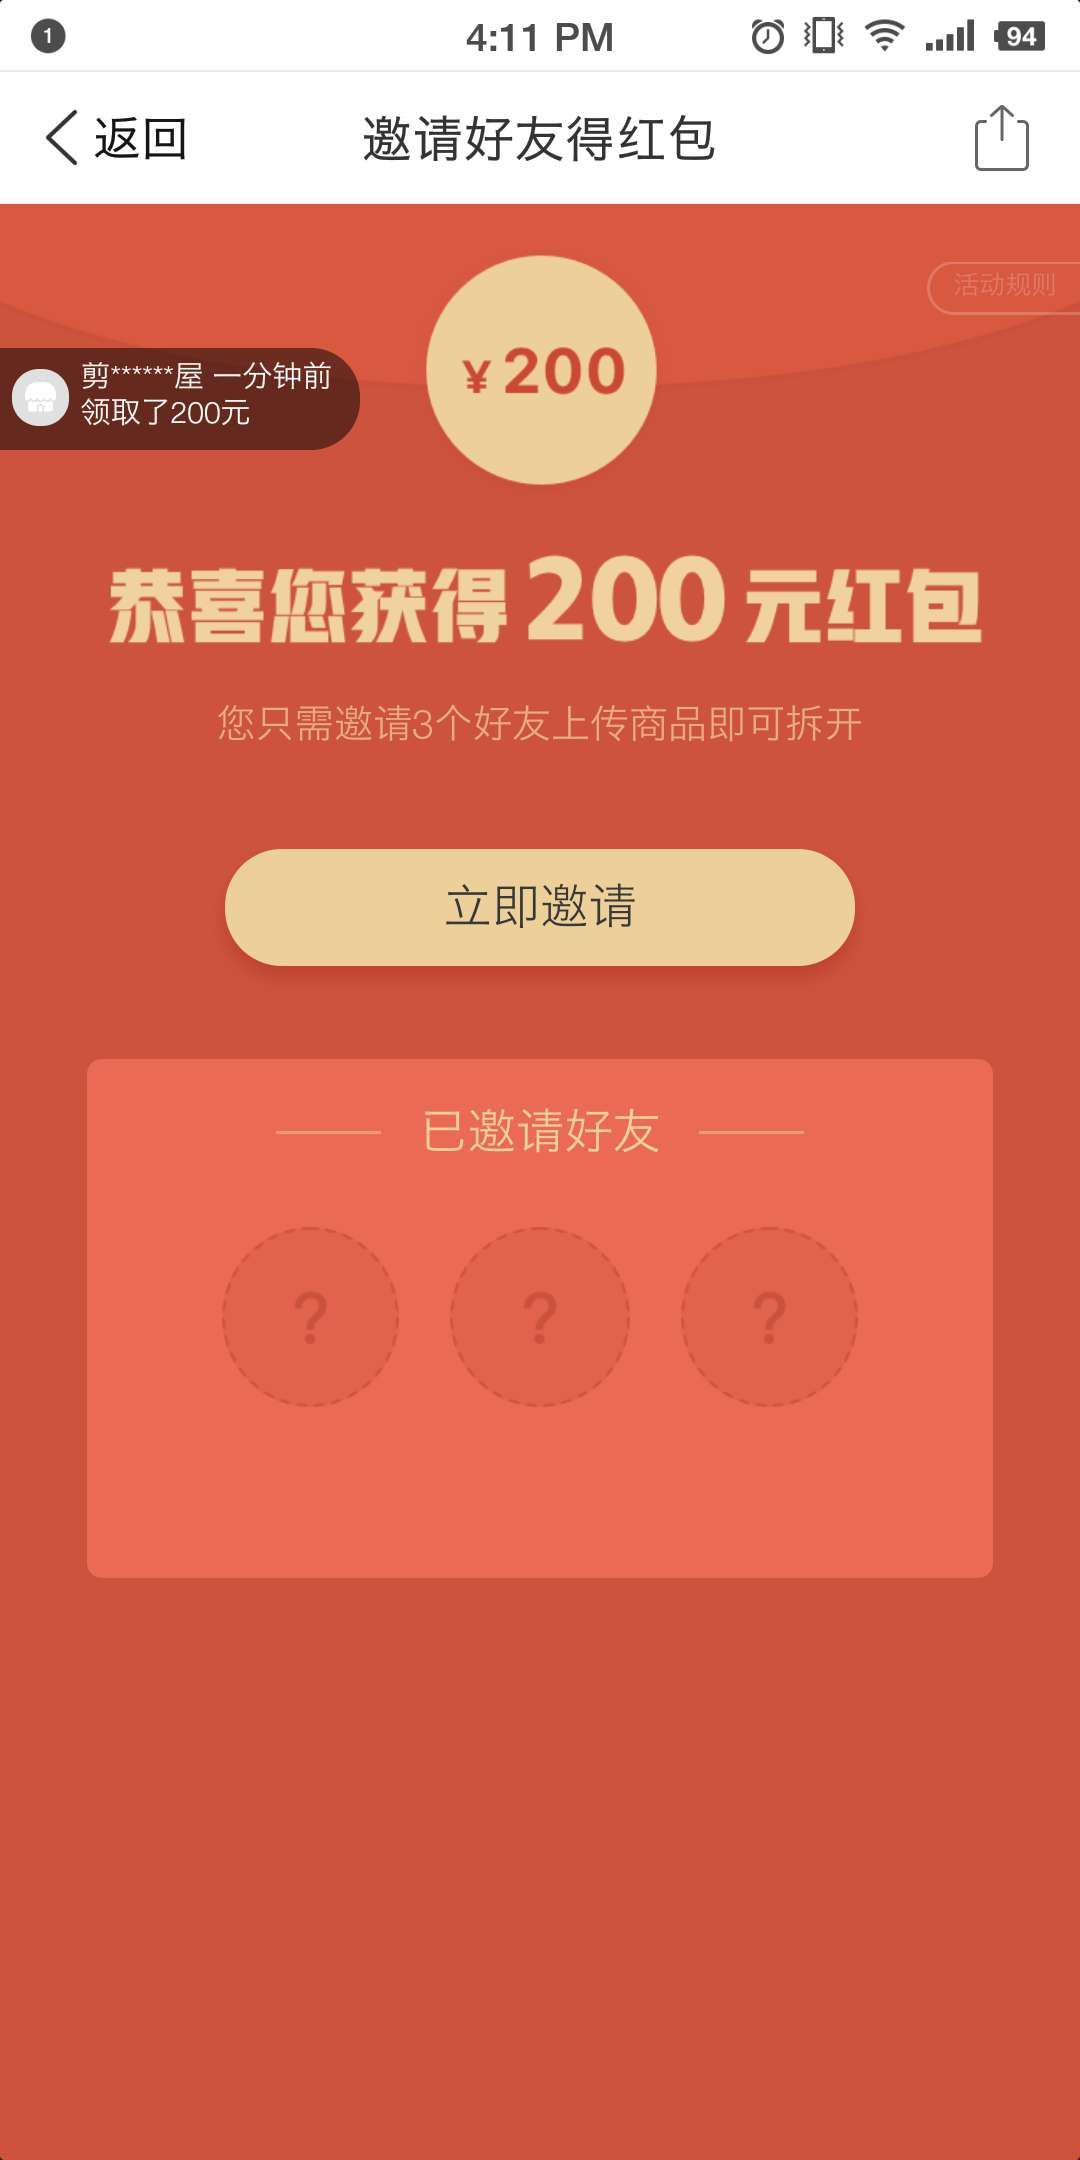 1
4:11 PM
94
返回
邀请好友得红包
活动规则
¥200
剪******屋 一分钟前
领取了200元
恭喜您获得200元红包
您只需邀请3个好友上传商品即可拆开
立即邀请
已邀请好友
? ? ?